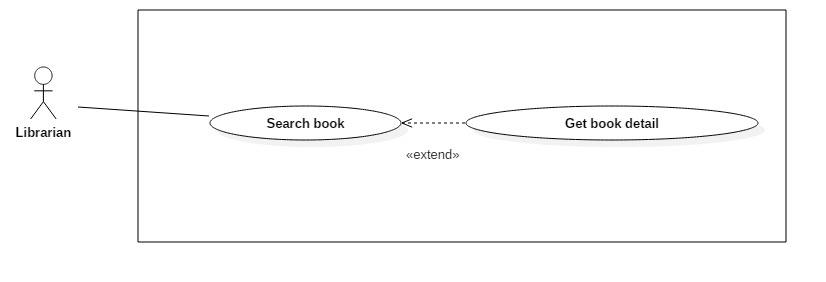 Search book
Get book detail
Librarian
«extend»